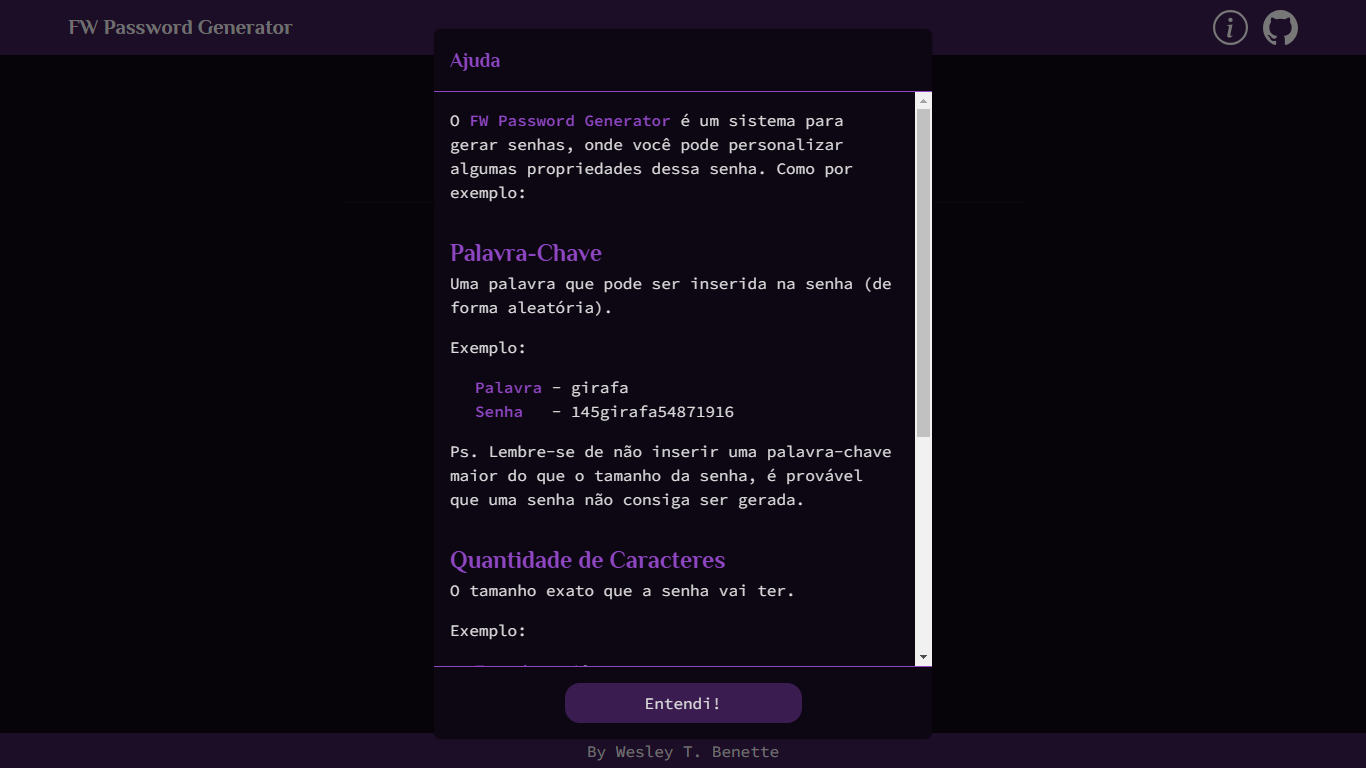 FW Password Generator
Ajuda
O FW Password Generator é um sistema para
gerar senhas, onde você pode personalizar
algumas propriedades dessa senha. Como por
exemplo:
Palavra-Chave
Uma palavra que pode ser inserida na senha (de
forma aleatória).
Exemplo:
Palavra - girafa
Senha - 145girafa54871916
Ps. Lembre-se de não inserir uma palavra-chave
maior do que o tamanho da senha, é provável
que uma senha não consiga ser gerada.
Quantidade de Caracteres
O tamanho exato que a senha vai ter.
Exemplo:
Entendi!
By Wesley T. Benette